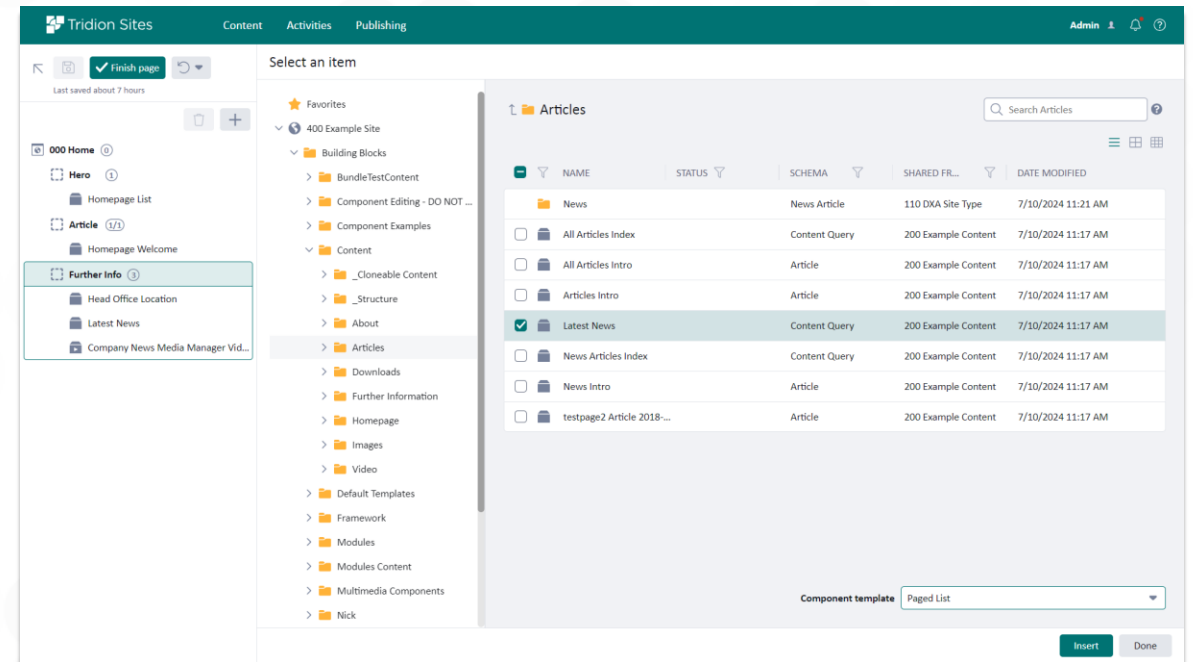 Tridion Sites Content Activities Publishing Admin
Finish page
Last saved about 7 hours
000 Home 0
Hero 1
Homepage List
Article 1/1
Homepage Welcome
Further Info 3
Head Office Location
Latest News
Company News Media Manager Vid...
Select an item
Favorites
400 Example Site
Building Blocks
BundleTestContent
Component Editing - DO NOT ...
Component Examples
Content
_Cloneable Content
_Structure
About
Articles
Downloads
Further Information
Homepage
Images
Video
Default Templates
Framework
Modules
Modules Content
Multimedia Components
Nick
Articles
Search Articles
NAME STATUS SCHEMA SHARED FR... DATE MODIFIED
News News Article 110 DXA Site Type 7/10/2024 11:21 AM
All Articles Index Content Query 200 Example Content 7/10/2024 11:17 AM
All Articles Intro Article 200 Example Content 7/10/2024 11:17 AM
Articles Intro Article 200 Example Content 7/10/2024 11:17 AM
Latest News Content Query 200 Example Content 7/10/2024 11:17 AM
News Articles Index Content Query 200 Example Content 7/10/2024 11:17 AM
News Intro Article 200 Example Content 7/10/2024 11:17 AM
testpage2 Article 2018-... Article 200 Example Content 7/10/2024 11:17 AM
Component template Paged List
Insert Done